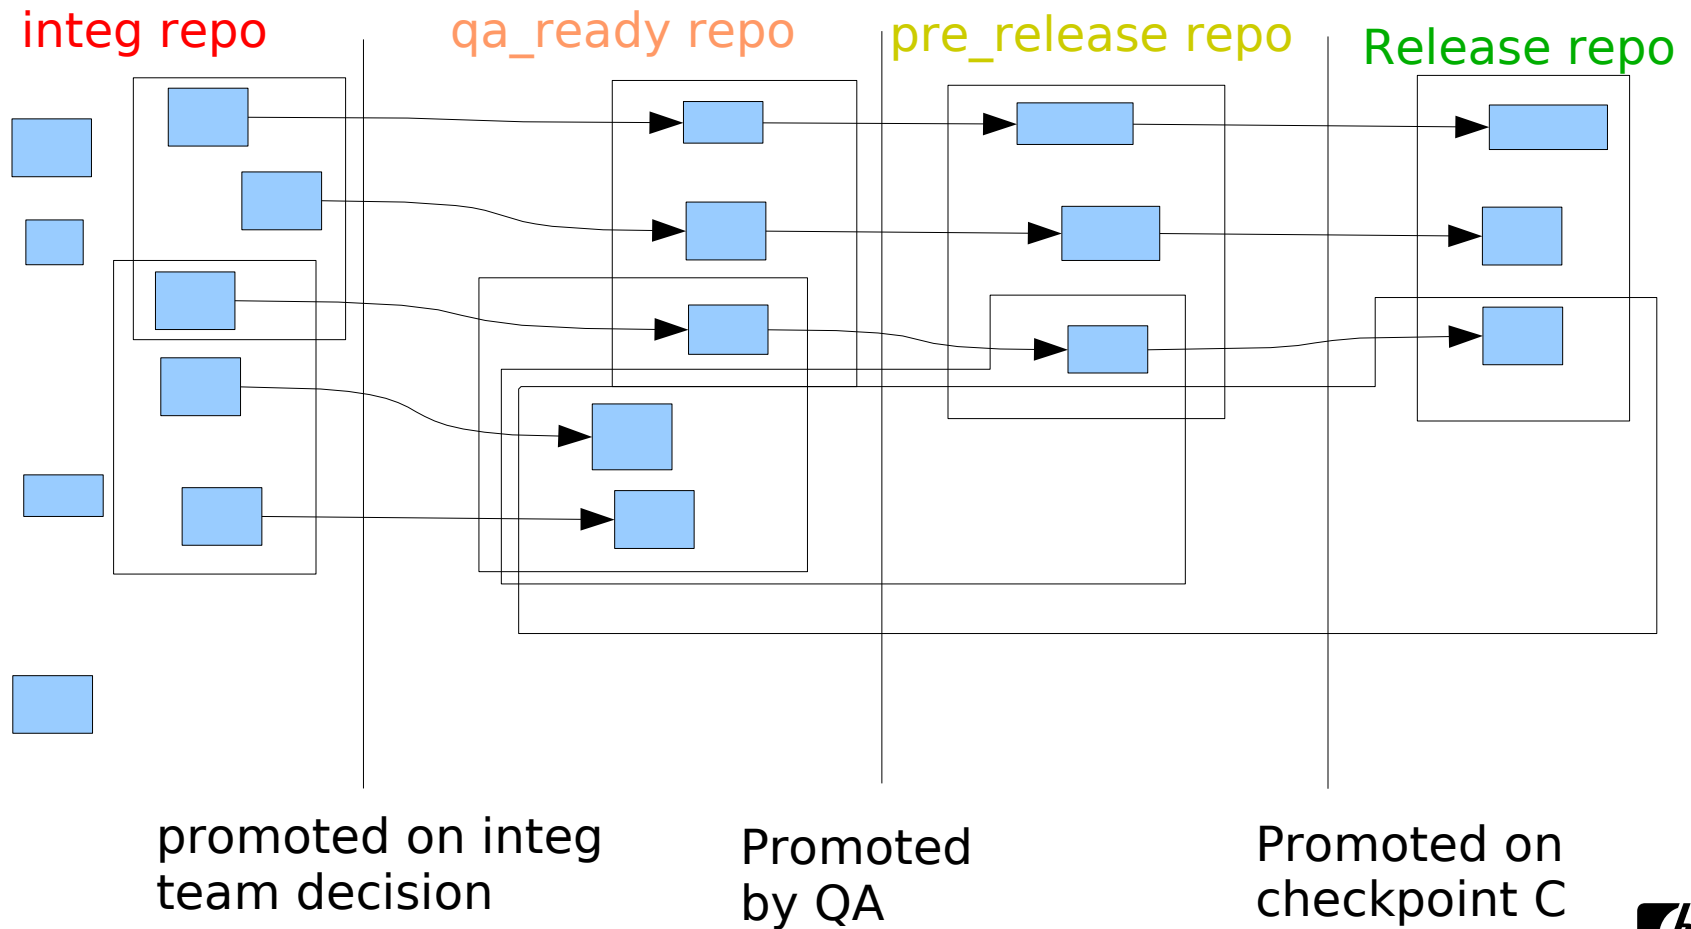 integ repo
qa_ready repo
pre_release repo
Release repo
promoted on integ
team decision
Promoted
by QA
Promoted on
checkpoint C